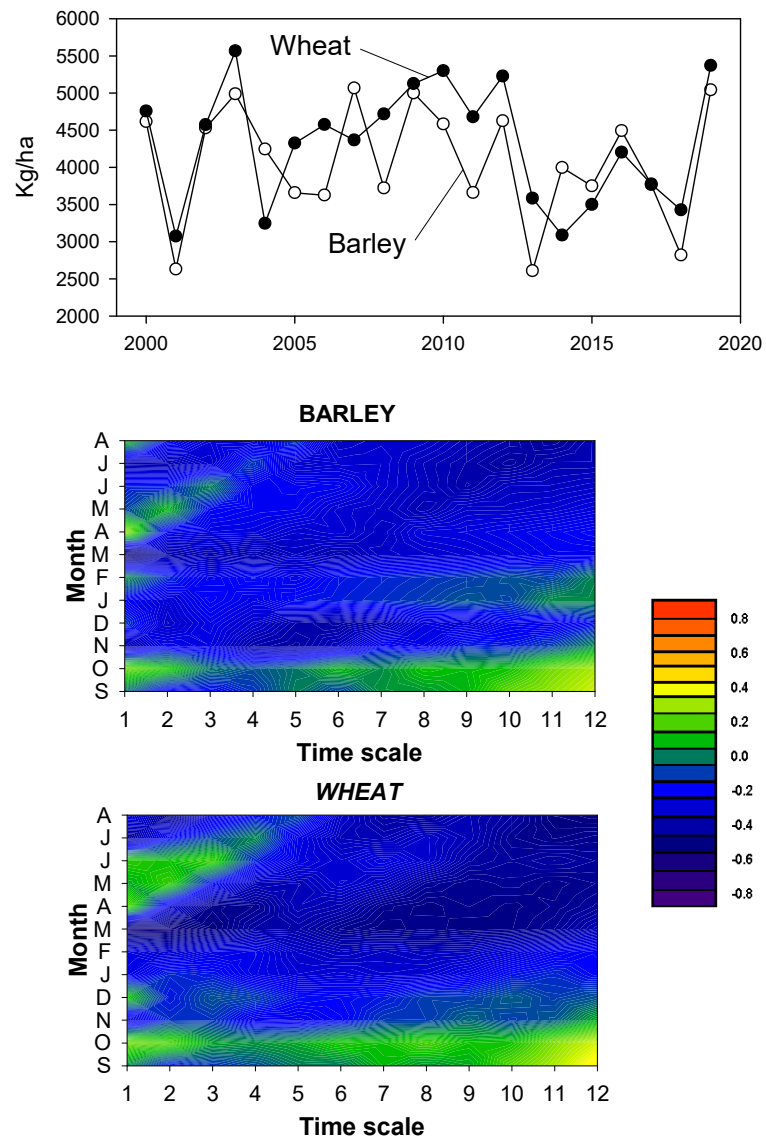 6000
5500
5000
4500
4000
3500
3000
2500
2000
Kg/ha
Wheat
Barley
2000 2005 2010 2015 2020
BARLEY
A
J
J
M
A
M
F
J
D
N
O
S
Month
1 2 3 4 5 6 7 8 9 10 11 12
Time scale
0.8
0.6
0.4
0.2
0.0
-0.2
-0.4
-0.6
-0.8
WHEAT
A
J
J
M
A
M
F
J
D
N
O
S
Month
1 2 3 4 5 6 7 8 9 10 11 12
Time scale